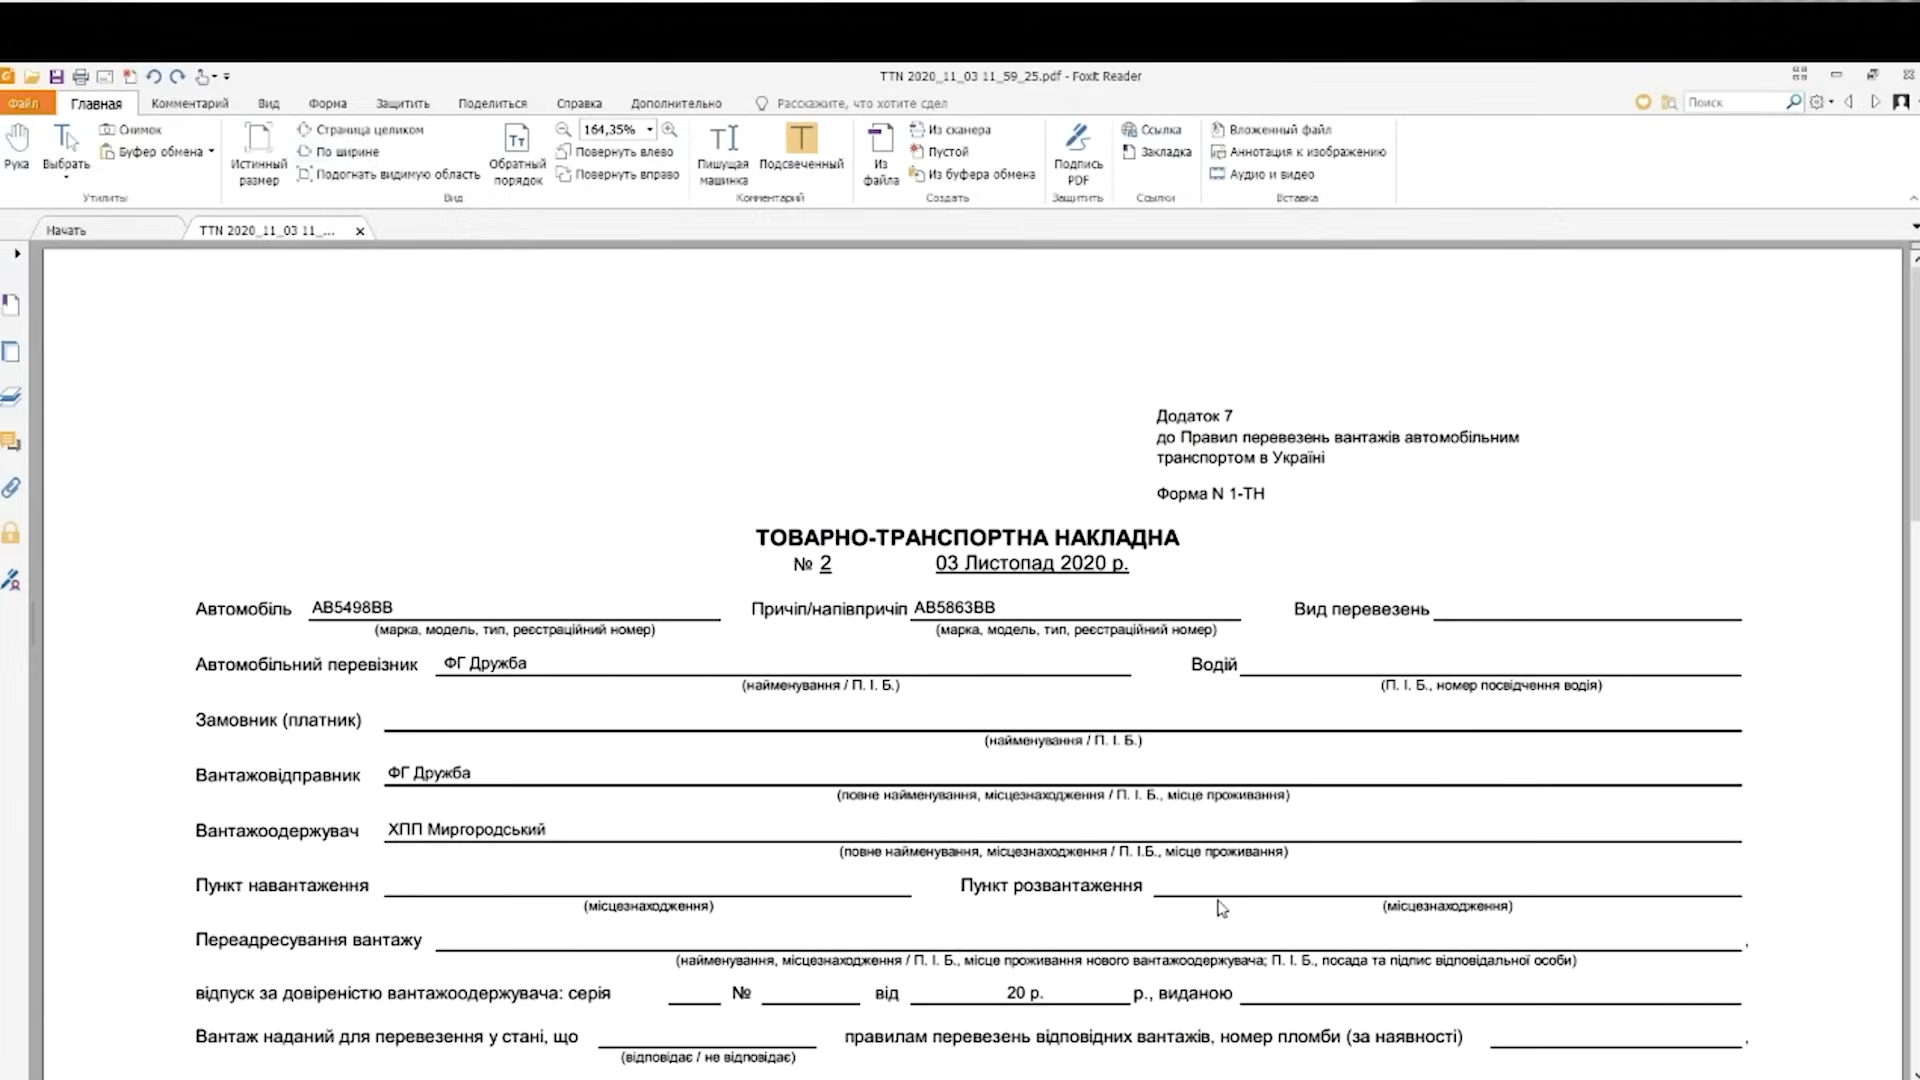 TTN 2020_11_03 11_59_25.pdf - Foxit Reader
Файл Главная Комментарий Вид Форма Защитить Поделиться Справка Дополнительно Расскажите, что хотите сдел Поиск
Рука Выбрать Снимок Буфер обмена
Утилиты
Истинный размер Страница целиком По ширине Подогнать видимую область Обратный порядок 164,35% Повернуть влево Повернуть вправо
Вид
Пишущая машинка Подсвеченный
Комментарий
Из файла Из сканера Пустой Из буфера обмена
Создать
Подпись PDF
Защитить
Ссылка Закладка
Ссылки
Вложенный файл Аннотация к изображению Аудио и видео
Вставка
Начать TTN 2020_11_03 11_...
Додаток 7
до Правил перевезень вантажів автомобільним
транспортом в Україні
Форма N 1-ТН
ТОВАРНО-ТРАНСПОРТНА НАКЛАДНА
№ 2 03 Листопад 2020 р.
Автомобіль АВ5498ВВ Причіп/напівпричіп АВ5863ВВ Вид перевезень
(марка, модель, тип, реєстраційний номер) (марка, модель, тип, реєстраційний номер)
Автомобільний перевізник ФГ Дружба Водій
(найменування / П. І. Б.) (П. І. Б., номер посвідчення водія)
Замовник (платник)
(найменування / П. І. Б.)
Вантажовідправник ФГ Дружба
(повне найменування, місцезнаходження / П. І. Б., місце проживання)
Вантажоодержувач ХПП Миргородський
(повне найменування, місцезнаходження / П. І.Б., місце проживання)
Пункт навантаження Пункт розвантаження
(місцезнаходження) (місцезнаходження)
Переадресування вантажу ,
(найменування, місцезнаходження / П. І. Б., місце проживання нового вантажоодержувача; П. І. Б., посада та підпис відповідальної особи)
відпуск за довіреністю вантажоодержувача: серія № від 20 р. р., виданою
Вантаж наданий для перевезення у стані, що правилам перевезень відповідних вантажів, номер пломби (за наявності) ,
(відповідає / не відповідає)